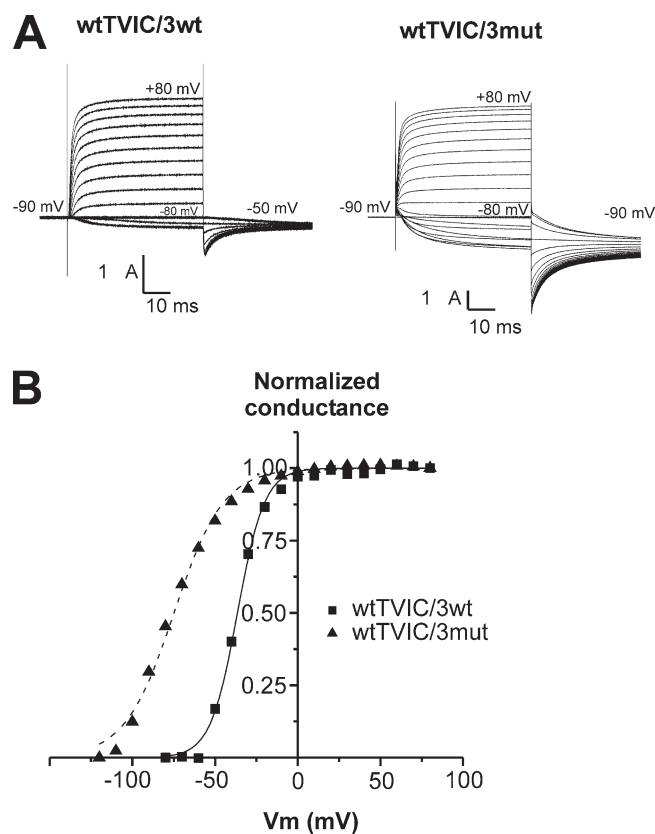 A
wtTVIC/3wt
wtTVIC/3mut
+80 mV
+80 mV
-90 mV
-80 mV
-50 mV
-90 mV
-80 mV
-90 mV
1 A
10 ms
1 A
10 ms
B
Normalized
conductance
1.00
0.75
0.50
0.25
wtTVIC/3wt
wtTVIC/3mut
-100
-50
0
50
100
Vm (mV)